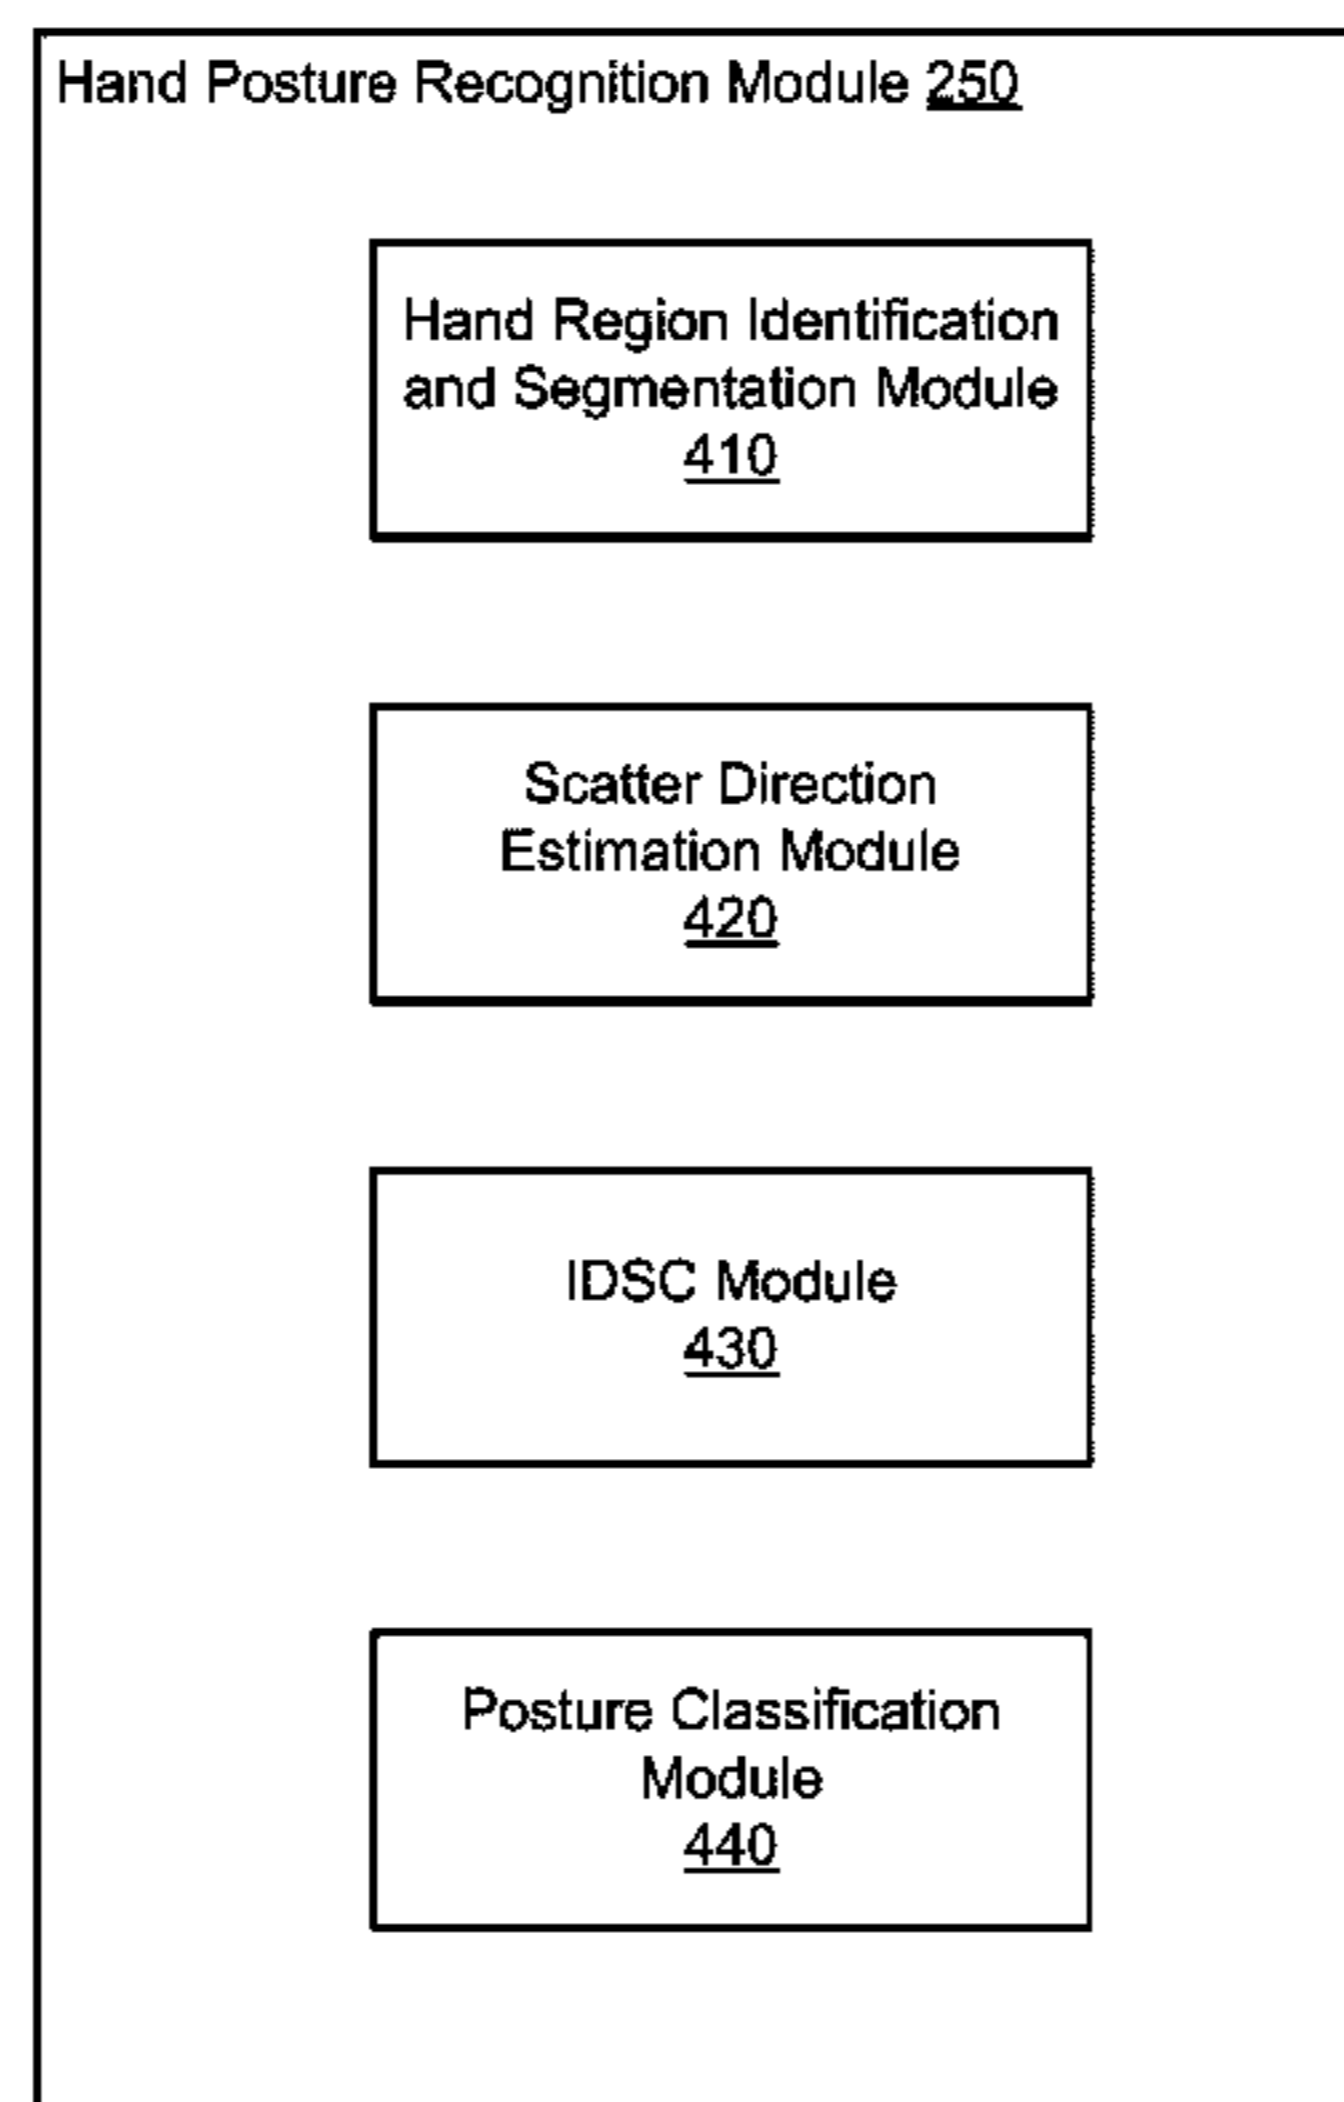 Hand Posture Recognition Module 250
Hand Region Identification
and Segmentation Module
410
Scatter Direction
Estimation Module
420
IDSC Module
430
Posture Classification
Module
440